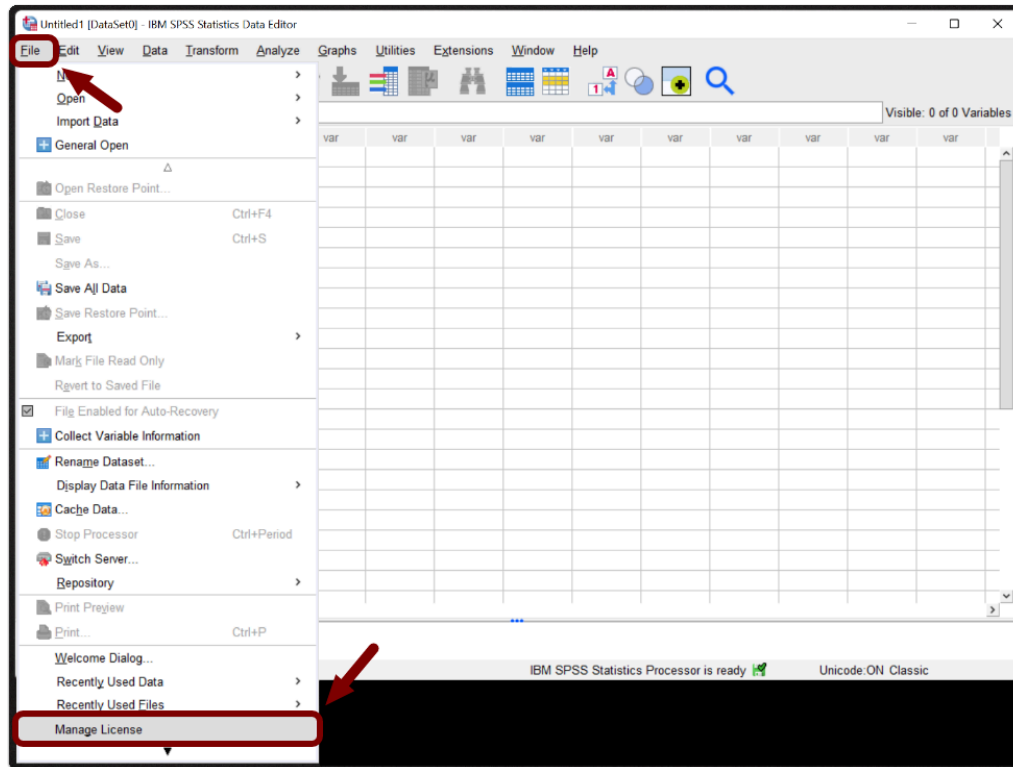 Untitled1 [DataSet0] - IBM SPSS Statistics Data Editor
File Edit View Data Transform Analyze Graphs Utilities Extensions Window Help
Open
Import Data
General Open
Visible: 0 of 0 Variables
var var var var var var var var var var
Open Restore Point...
Close Ctrl+F4
Save Ctrl+S
Save As...
Save All Data
Save Restore Point...
Export
Mark File Read Only
Revert to Saved File
File Enabled for Auto-Recovery
Collect Variable Information
Rename Dataset...
Display Data File Information
Cache Data...
Stop Processor Ctrl+Period
Switch Server...
Repository
Print Preview
Print... Ctrl+P
Welcome Dialog...
Recently Used Data
Recently Used Files
Manage License
IBM SPSS Statistics Processor is ready Unicode:ON Classic